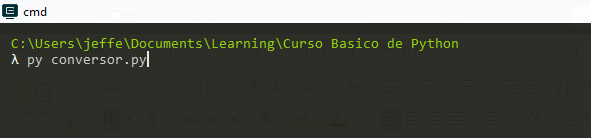 cmd
C:\Users\jeffe\Documents\Learning\Curso Basico de Python
λ py conversor.py